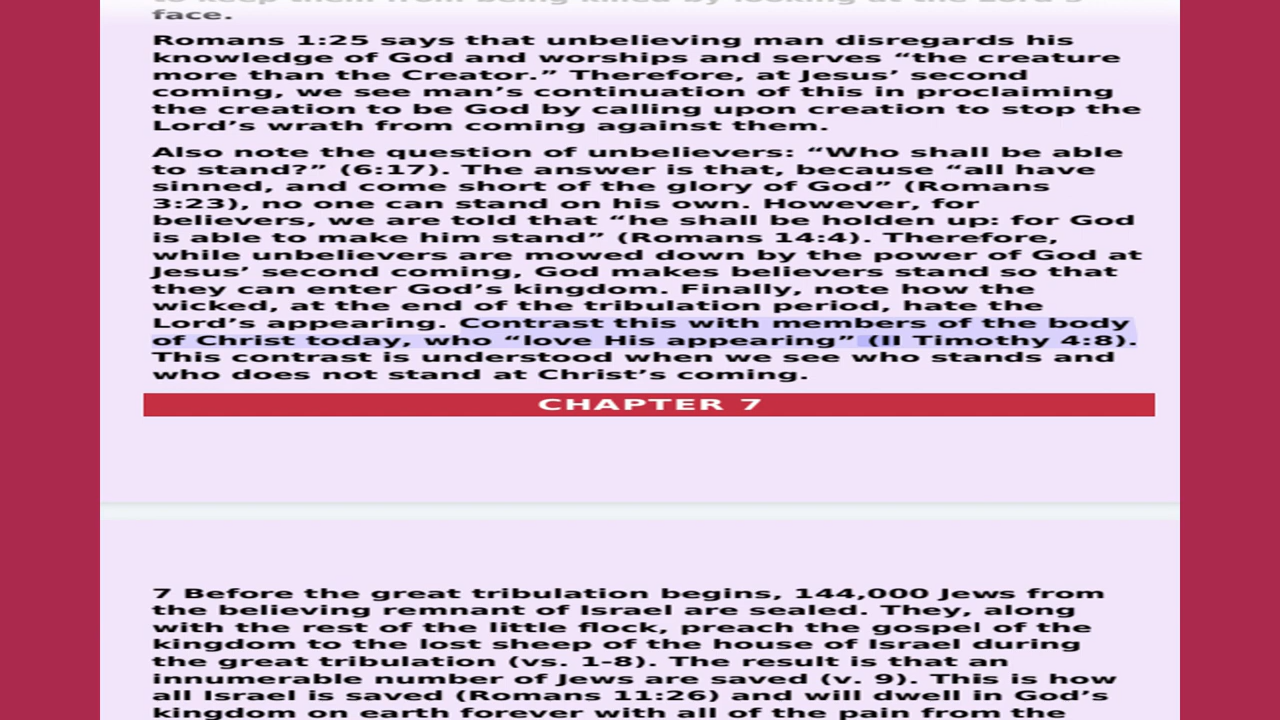 to keep them from being killed by looking at the Lord's
face.
Romans 1:25 says that unbelieving man disregards his
knowledge of God and worships and serves “the creature
more than the Creator.” Therefore, at Jesus’ second
coming, we see man’s continuation of this in proclaiming
the creation to be God by calling upon creation to stop the
Lord’s wrath from coming against them.
Also note the question of unbelievers: “Who shall be able
to stand?” (6:17). The answer is that, because “all have
sinned, and come short of the glory of God” (Romans
3:23), no one can stand on his own. However, for
believers, we are told that “he shall be holden up: for God
is able to make him stand” (Romans 14:4). Therefore,
while unbelievers are mowed down by the power of God at
Jesus’ second coming, God makes believers stand so that
they can enter God’s kingdom. Finally, note how the
wicked, at the end of the tribulation period, hate the
Lord’s appearing. Contrast this with members of the body
of Christ today, who “love His appearing” (II Timothy 4:8).
This contrast is understood when we see who stands and
who does not stand at Christ’s coming.
CHAPTER 7
7 Before the great tribulation begins, 144,000 Jews from
the believing remnant of Israel are sealed. They, along
with the rest of the little flock, preach the gospel of the
kingdom to the lost sheep of the house of Israel during
the great tribulation (vs. 1-8). The result is that an
innumerable number of Jews are saved (v. 9). This is how
all Israel is saved (Romans 11:26) and will dwell in God’s
kingdom on earth forever with all of the pain from the